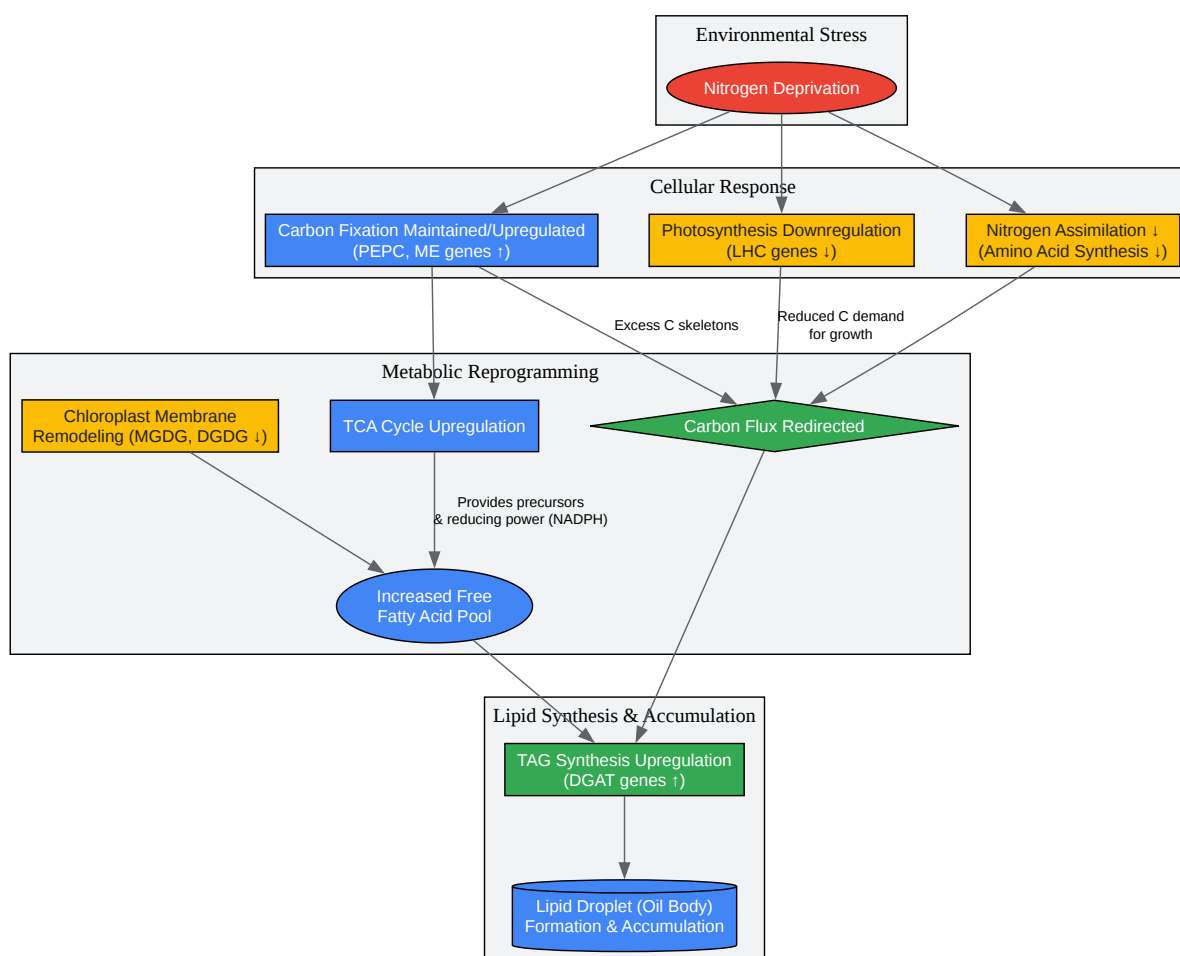 Environmental Stress
Nitrogen Deprivation
Cellular Response
Carbon Fixation Maintained/Upregulated
(PEPC, ME genes ↑)
Photosynthesis Downregulation
(LHC genes ↓)
Nitrogen Assimilation ↓
(Amino Acid Synthesis ↓)
Excess C skeletons
Reduced C demand
for growth
Metabolic Reprogramming
Chloroplast Membrane
Remodeling (MGDG, DGDG ↓)
TCA Cycle Upregulation
Carbon Flux Redirected
Provides precursors
& reducing power (NADPH)
Increased Free
Fatty Acid Pool
Lipid Synthesis & Accumulation
TAG Synthesis Upregulation
(DGAT genes ↑)
Lipid Droplet (Oil Body)
Formation & Accumulation